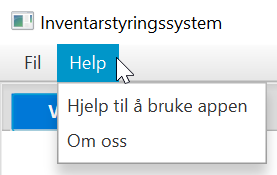 Inventarstyringssystem
Fil Help
Hjelp til å bruke appen
Om oss